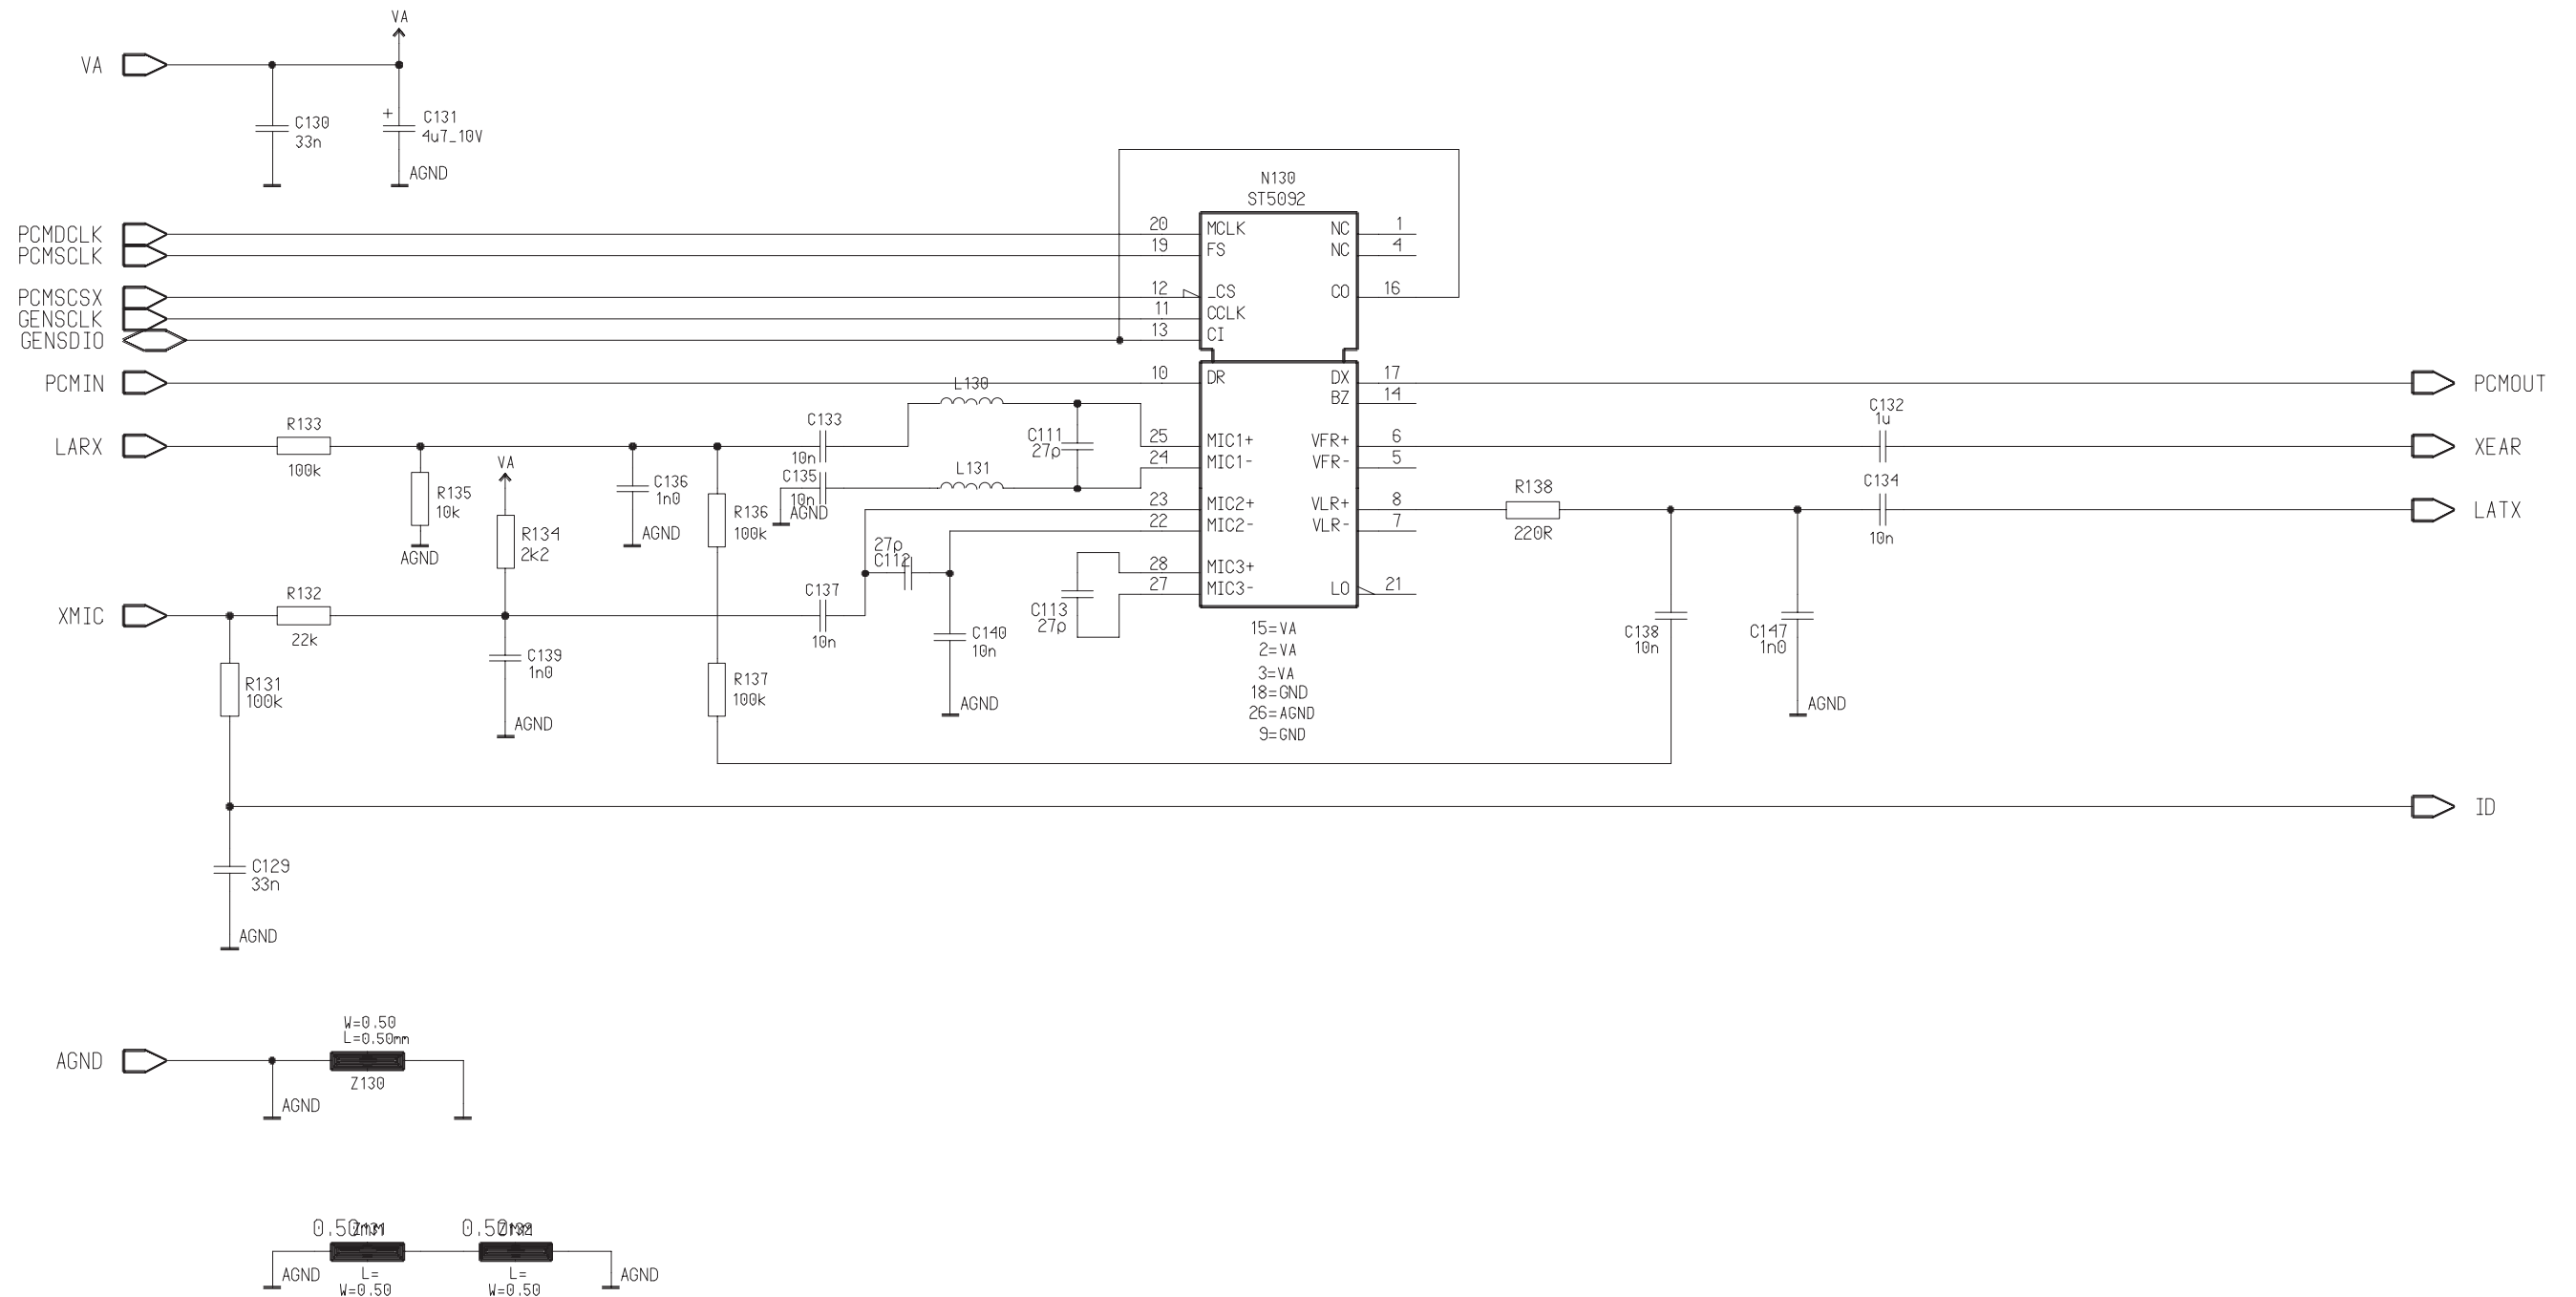 VA
VA
C130
33n
+
C131
4u7_10V
AGND
N130
ST5092
PCMDCLK
20
MCLK
NC
1
PCMSCLK
19
FS
NC
4
PCMSCSX
12
_CS
CO
16
GENSCLK
11
CCLK
GENSDIO
13
CI
PCMIN
10
DR
DX
17
PCMOUT
BZ
14
L130
LARX
R133
100k
C133
10n
C111
27p
25
MIC1+
VFR+
6
C132
1u
XEAR
24
MIC1-
VFR-
5
R135
10k
AGND
VA
R134
2k2
C136
1n0
AGND
R136
100k
C135
10n
AGND
L131
23
MIC2+
VLR+
8
R138
220R
C134
10n
LATX
22
MIC2-
VLR-
7
27p
C112
28
MIC3+
27
MIC3-
LO
21
C113
27p
XMIC
R132
22k
C137
10n
C140
10n
AGND
R131
100k
C139
1n0
AGND
R137
100k
15=VA
2=VA
3=VA
18=GND
26=AGND
9=GND
C138
10n
C147
1n0
AGND
ID
C129
33n
AGND
W=0.50
L=0.50mm
AGND
Z130
AGND
0.50mm
Z131
0.50mm
AGND
L=
W=0.50
L=
W=0.50
AGND